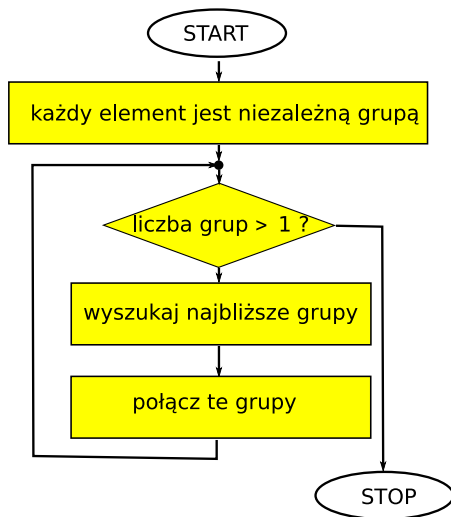 START
każdy element jest niezależną grupą
liczba grup > 1 ?
wyszukaj najbliższe grupy
połącz te grupy
STOP